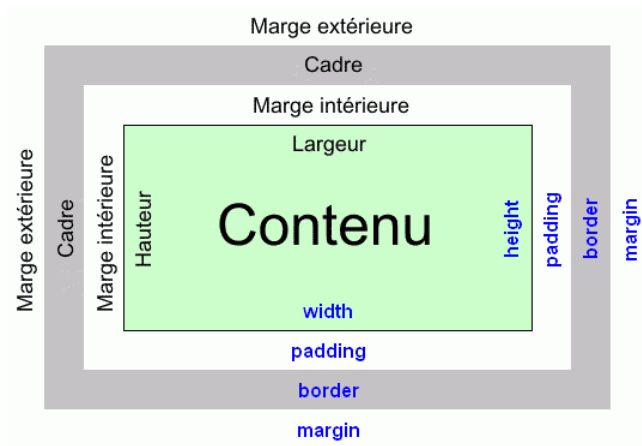 Marge extérieure
Cadre
Marge intérieure
Largeur
Marge extérieure
Cadre
Marge intérieure
Hauteur
Contenu
height
padding
border
margin
width
padding
border
margin